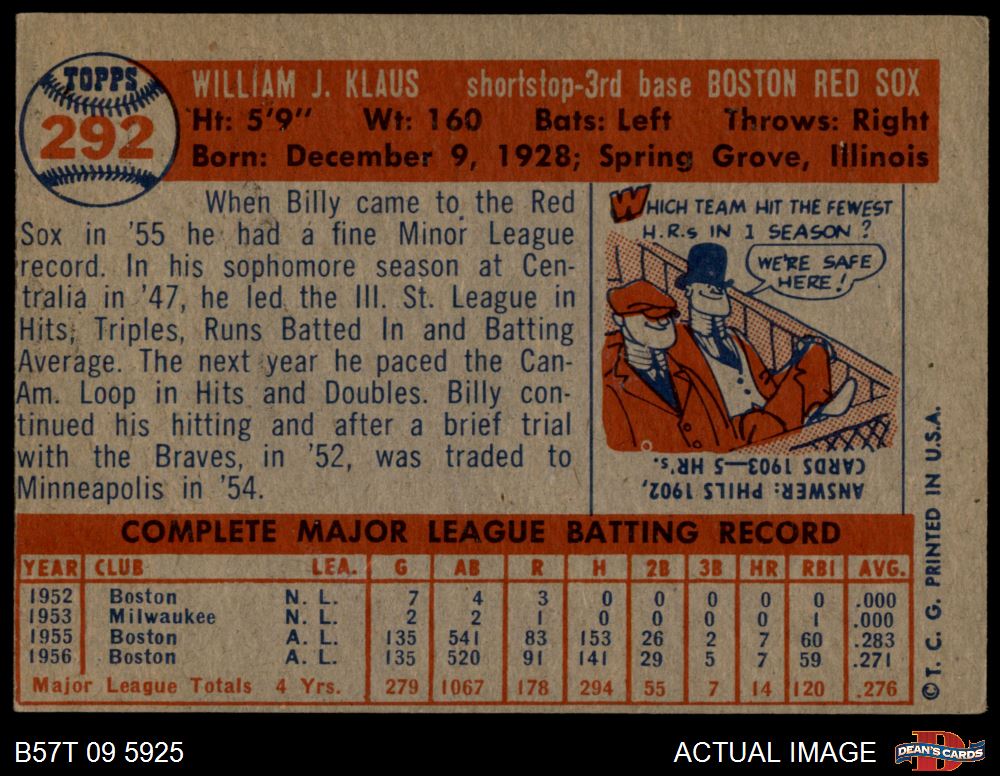 TOPPS
292
WILLIAM J. KLAUS shortstop-3rd base BOSTON RED SOX
Ht: 5'9" Wt: 160 Bats: Left Throws: Right
Born: December 9, 1928; Spring Grove, Illinois
When Billy came to the Red
Sox in '55 he had a fine Minor League
record. In his sophomore season at Cen-
tralia in '47, he led the Ill. St. League in
Hits, Triples, Runs Batted In and Batting
Average. The next year he paced the Can-
Am. Loop in Hits and Doubles. Billy con-
tinued his hitting and after a brief trial
with the Braves, in '52, was traded to
Minneapolis in '54.
WHICH TEAM HIT THE FEWEST
H.R.s IN 1 SEASON?
WE'RE SAFE
HERE!
ANSWER: PHILS 1902,
CARDS 1903—5 HR's.
COMPLETE MAJOR LEAGUE BATTING RECORD
YEAR CLUB LEA. G AB R H 2B 3B HR RBI AVG.
1952 Boston N. L. 7 4 3 0 0 0 0 0 .000
1953 Milwaukee N. L. 2 2 1 0 0 0 0 1 .000
1955 Boston A. L. 135 541 83 153 26 2 7 60 .283
1956 Boston A. L. 135 520 91 141 29 5 7 59 .271
Major League Totals 4 Yrs. 279 1067 178 294 55 7 14 120 .276
© T. C. G. PRINTED IN U.S.A.
B57T 09 5925
ACTUAL IMAGE
D
DEAN'S CARDS